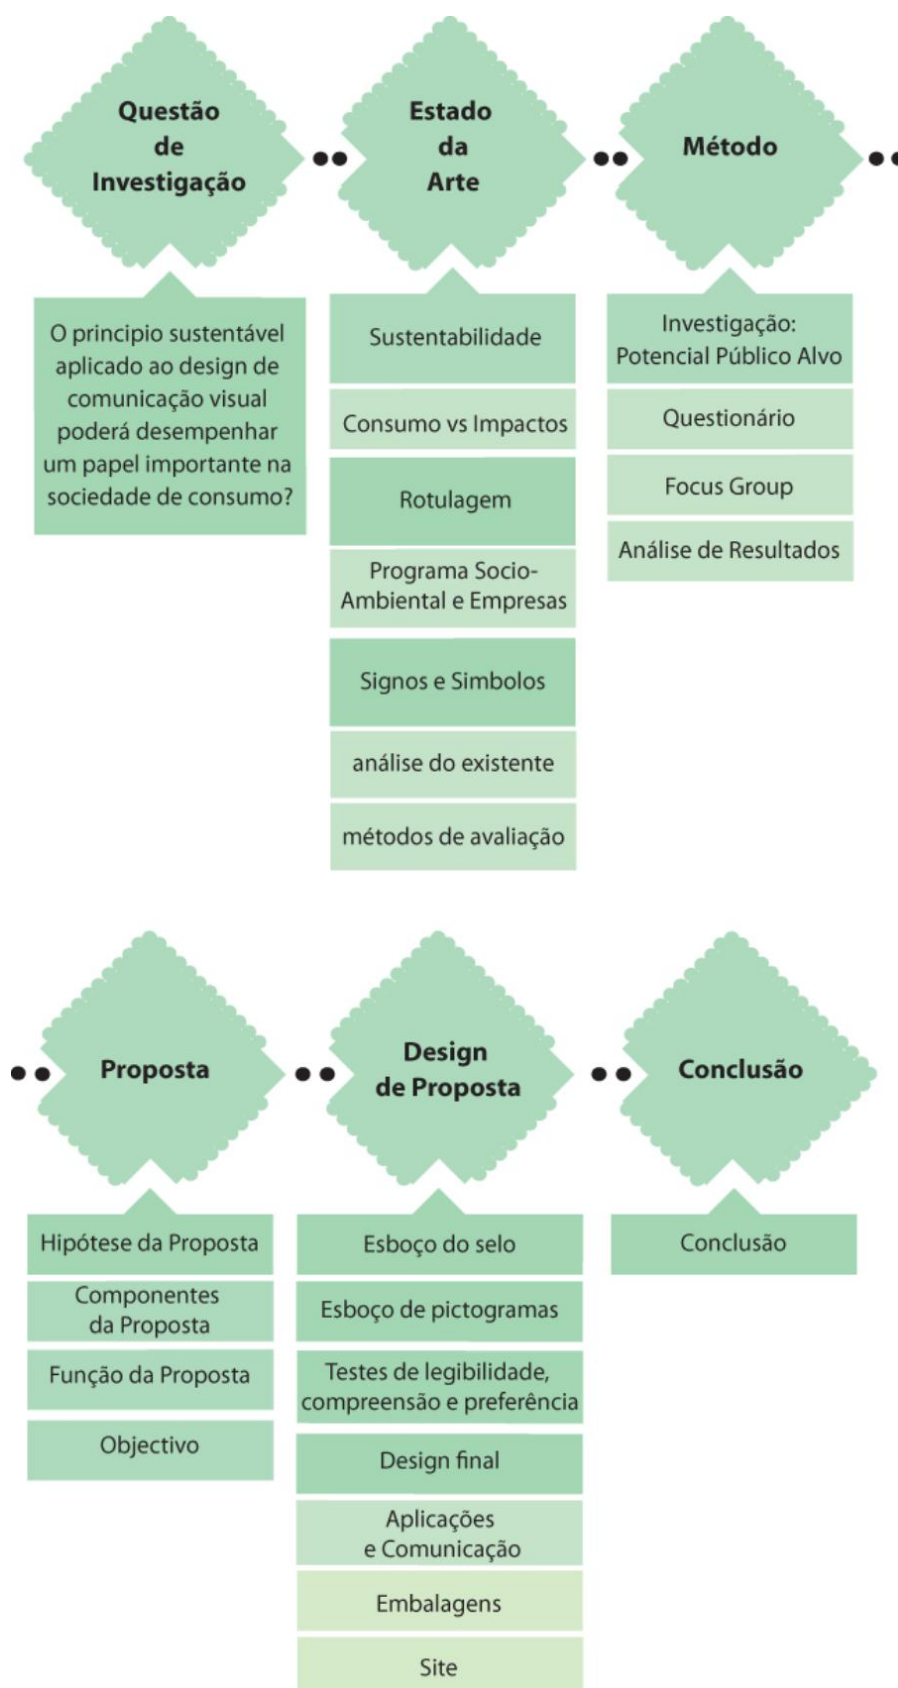 Questão
de
Investigação
Estado
da
Arte
Método
O principio sustentável
aplicado ao design de
comunicação visual
poderá desempenhar
um papel importante na
sociedade de consumo?
Sustentabilidade
Consumo vs Impactos
Rotulagem
Programa Socio-
Ambiental e Empresas
Signos e Simbolos
análise do existente
métodos de avaliação
Investigação:
Potencial Público Alvo
Questionário
Focus Group
Análise de Resultados
Proposta
Design
de Proposta
Conclusão
Hipótese da Proposta
Componentes
da Proposta
Função da Proposta
Objectivo
Esboço do selo
Esboço de pictogramas
Testes de legibilidade,
compreensão e preferência
Design final
Aplicações
e Comunicação
Embalagens
Site
Conclusão